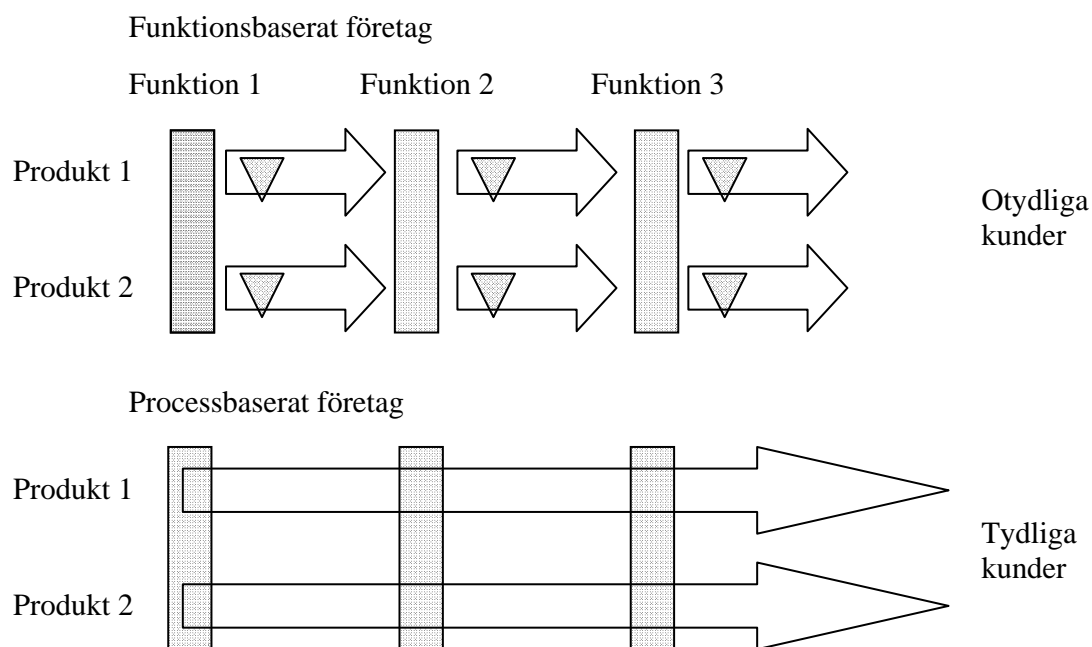 Funktionsbaserat företag
Funktion 1 Funktion 2 Funktion 3
Produkt 1
Otydliga
kunder
Produkt 2
Processbaserat företag
Produkt 1
Tydliga
kunder
Produkt 2